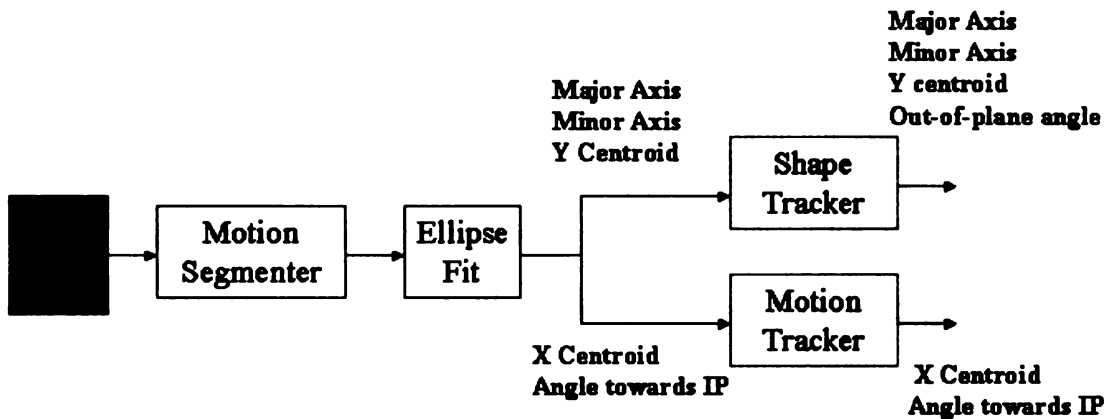 Major Axis
Minor Axis
Y centroid
Out-of-plane angle
Major Axis
Minor Axis
Y Centroid
Shape
Tracker
Motion
Segmenter
Ellipse
Fit
Motion
Tracker
X Centroid
Angle towards IP
X Centroid
Angle towards IP